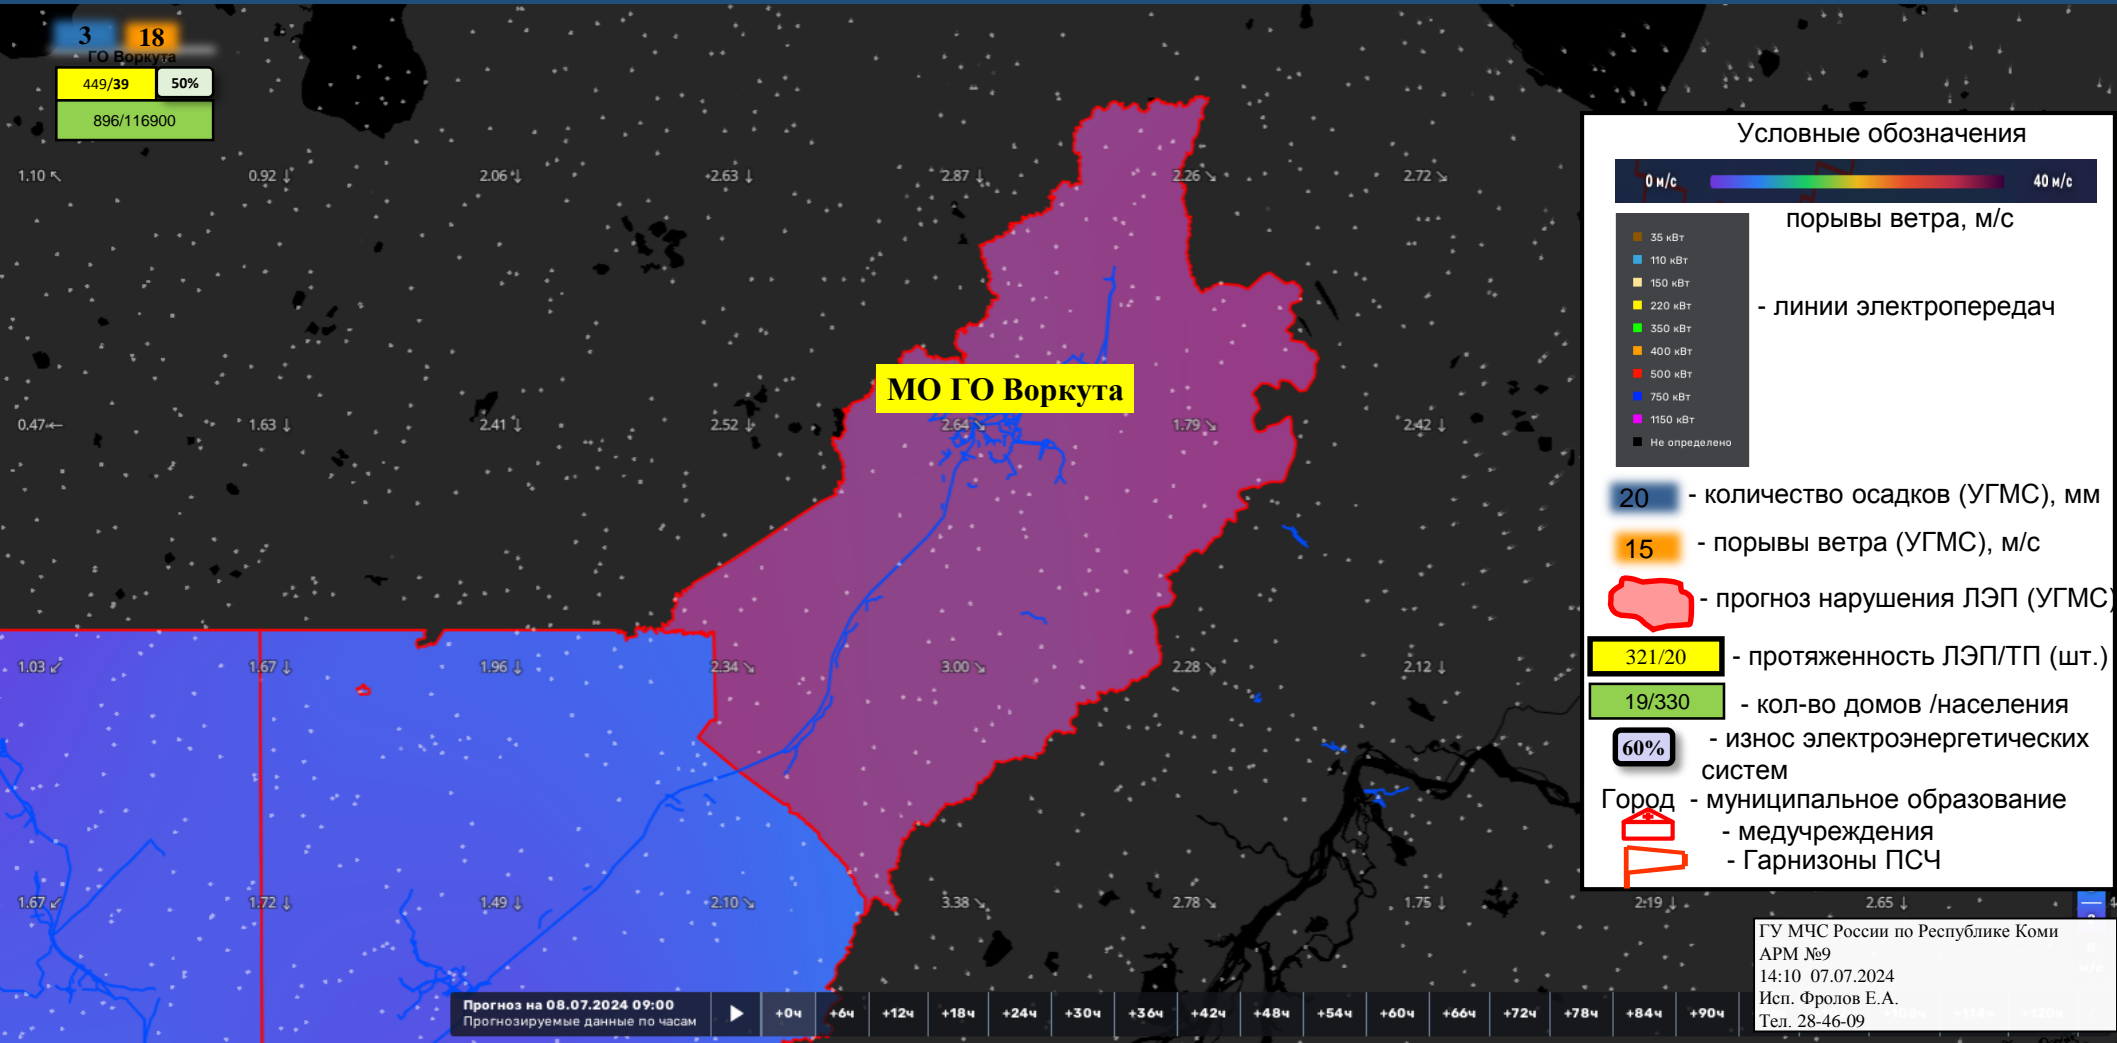 3 18
ГО Воркута
449/39 50%
896/116900
1.10 ↖ 0.92 ↓ 2.06 ↓ 2.63 ↓ 2.87 ↓ 2.26 ↘ 2.72 ↘
МО ГО Воркута
0.47 ← 1.63 ↓ 2.41 ↓ 2.52 ↓ 2.64 ↘ 1.79 ↘ 2.42 ↓
1.03 ↙ 1.67 ↓ 1.96 ↓ 2.34 ↘ 3.00 ↘ 2.28 ↘ 2.12 ↓
1.67 ↙ 1.72 ↓ 1.49 ↓ 2.10 ↘ 3.38 ↘ 2.78 ↘ 1.75 ↓ 2.19 ↓ 2.65 ↓
Условные обозначения
0 м/с 40 м/с
порывы ветра, м/с
35 кВт
110 кВт
150 кВт
220 кВт
350 кВт
400 кВт
500 кВт
750 кВт
1150 кВт
Не определено
- линии электропередач
20 - количество осадков (УГМС), мм
15 - порывы ветра (УГМС), м/с
- прогноз нарушения ЛЭП (УГМС)
321/20 - протяженность ЛЭП/ТП (шт.)
19/330 - кол-во домов /населения
60% - износ электроэнергетических
систем
Город - муниципальное образование
- медучреждения
- Гарнизоны ПСЧ
ГУ МЧС России по Республике Коми
АРМ №9
14:10 07.07.2024
Исп. Фролов Е.А.
Тел. 28-46-09
Прогноз на 08.07.2024 09:00
Прогнозируемые данные по часам
+0ч +6ч +12ч +18ч +24ч +30ч +36ч +42ч +48ч +54ч +60ч +66ч +72ч +78ч +84ч +90ч